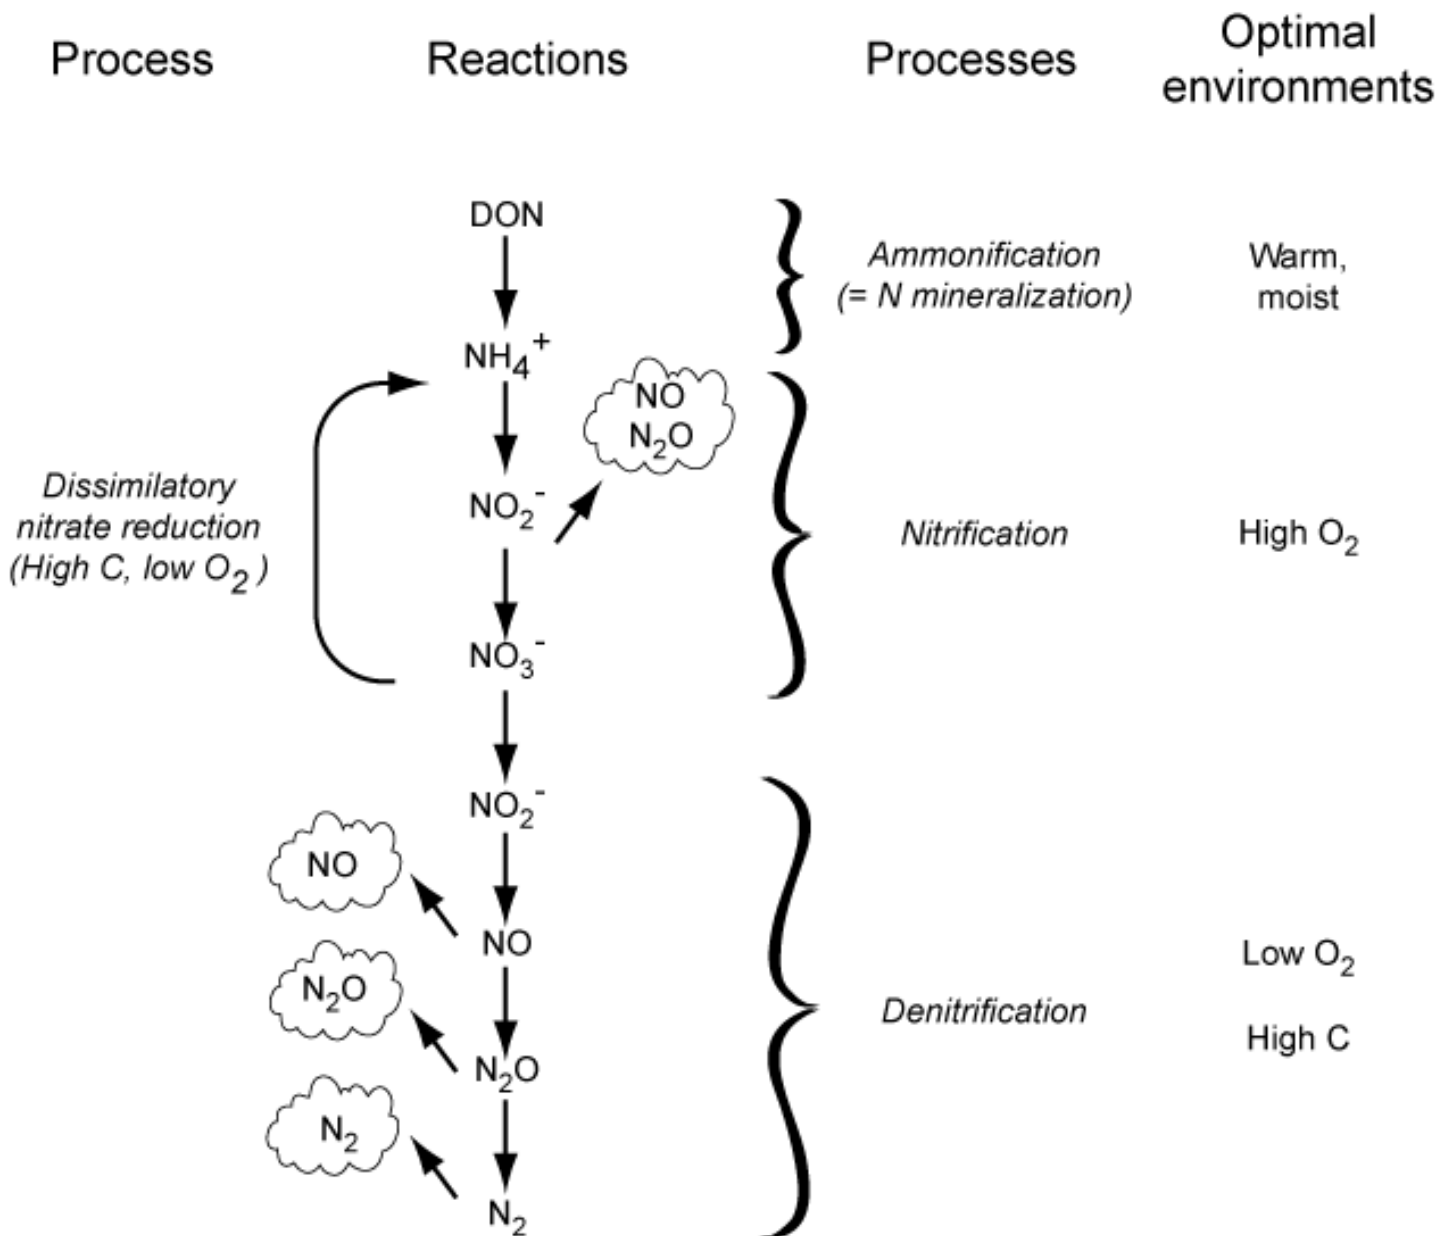 Process
Reactions
Processes
Optimal
environments
DON
Ammonification
(= N mineralization)
Warm,
moist
NH₄⁺
NO
N₂O
Dissimilatory
nitrate reduction
(High C, low O₂ )
NO₂⁻
Nitrification
High O₂
NO₃⁻
NO₂⁻
NO
NO
N₂O
N₂O
N₂
N₂
Denitrification
Low O₂
High C